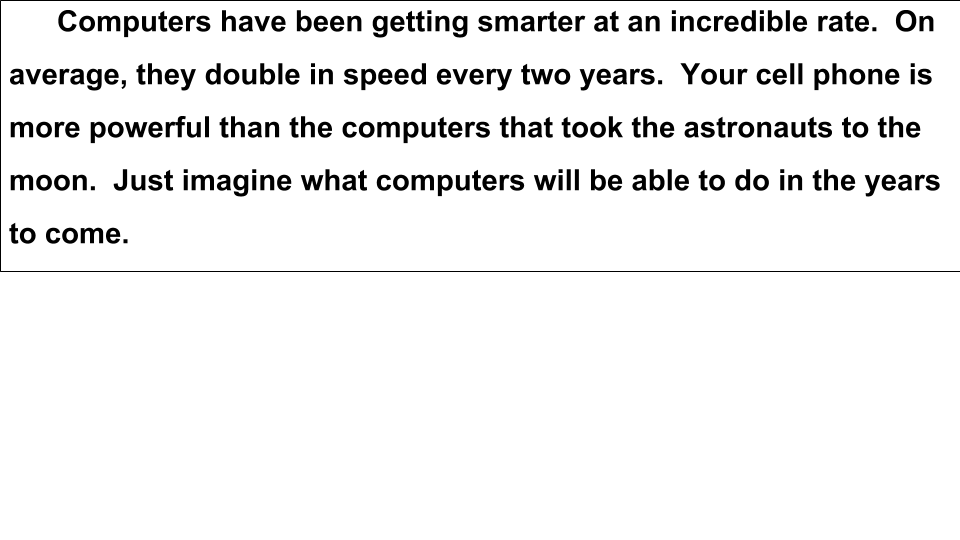 Computers have been getting smarter at an incredible rate.  On
average, they double in speed every two years.  Your cell phone is
more powerful than the computers that took the astronauts to the
moon.  Just imagine what computers will be able to do in the years
to come.